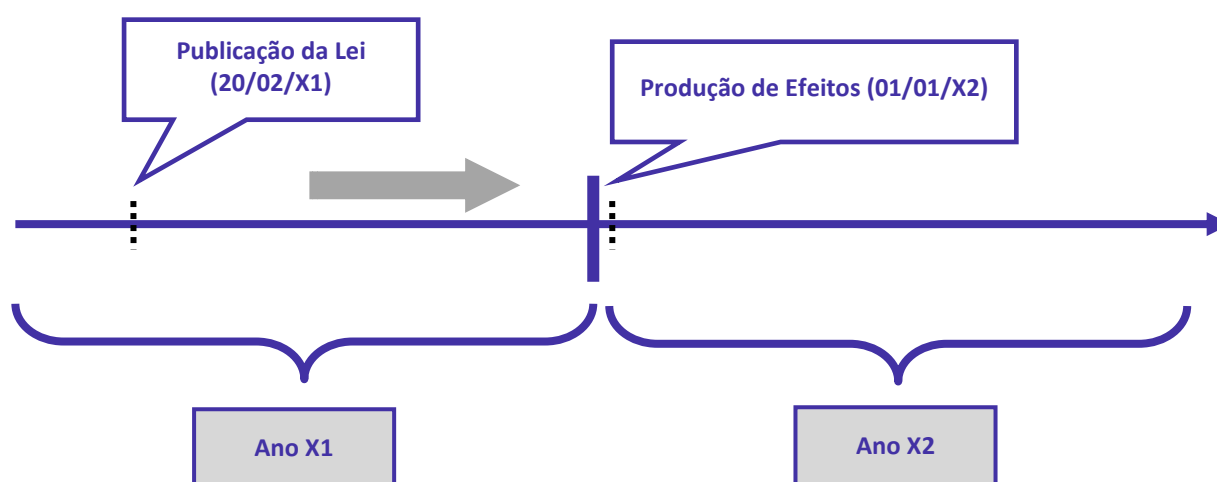 Publicação da Lei
(20/02/X1)
Produção de Efeitos (01/01/X2)
Ano X1
Ano X2